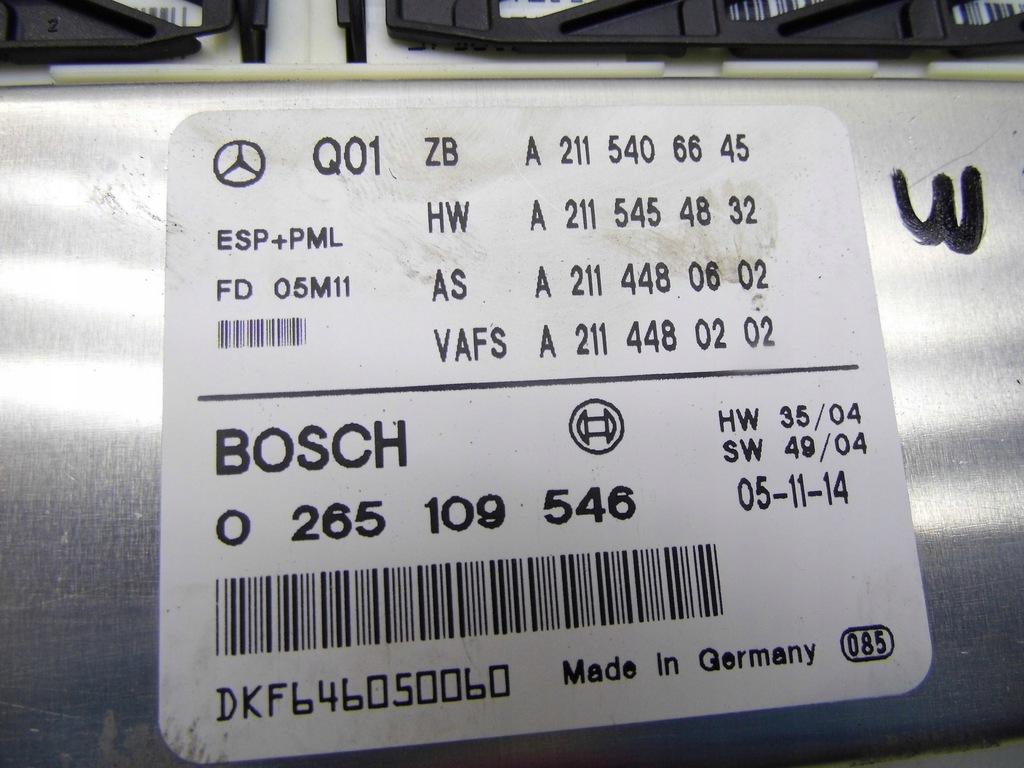 Q01 ZB A 211 540 66 45
HW A 211 545 48 32
ESP+PML
FD 05M11
AS A 211 448 06 02
VAFS A 211 448 02 02
BOSCH
HW 35/04
SW 49/04
0 265 109 546
05-11-14
DKF646050060
Made in Germany 085
W
2